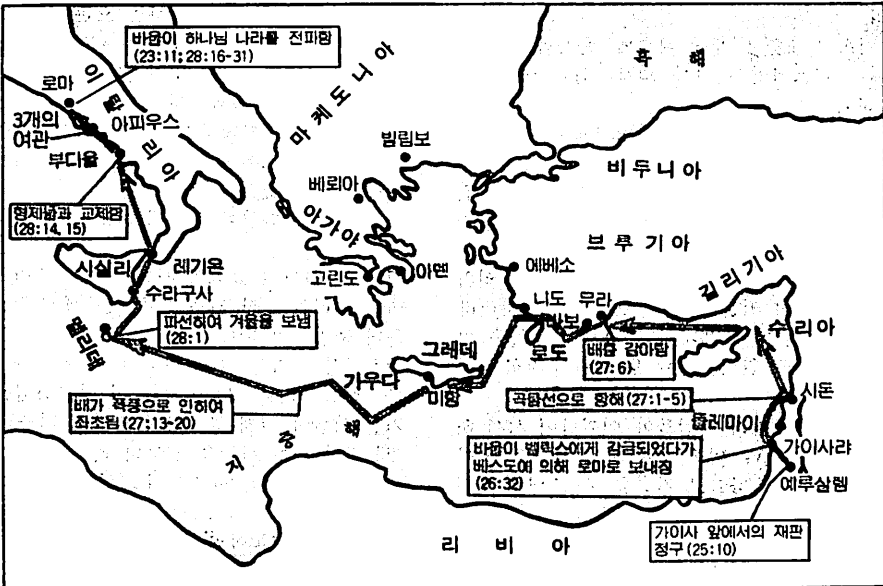 바울이 하나님 나라를 전파함
(23:11; 28:16-31)
흑 해
로마
이 탈 리 아
마 케 도 니 아
3개의
여관
아피우스
부디올
빌립보
비 두 니 아
베뢰아
형제들과 교제함
(28:14, 15)
아가야
브 루 기 아
에베소
고린도
아덴
길 리 기 아
시실리
레기온
수라구사
니도
무라
바보
수 리 아
멜리데
파선하여 겨울을 보냄
(28:1)
그레데
로도
배를 갈아탐
(27:6)
가우다
미항
시돈
곡물선으로 항해 (27:1-5)
배가 폭풍으로 인하여
좌초됨 (27:13-20)
돌레마이
지 중 해
바울이 벨릭스에게 감금되었다가
베스도에 의해 로마로 보내짐
(26:32)
가이사랴
예루살렘
리 비 아
가이사 앞에서의 재판
청구 (25:10)